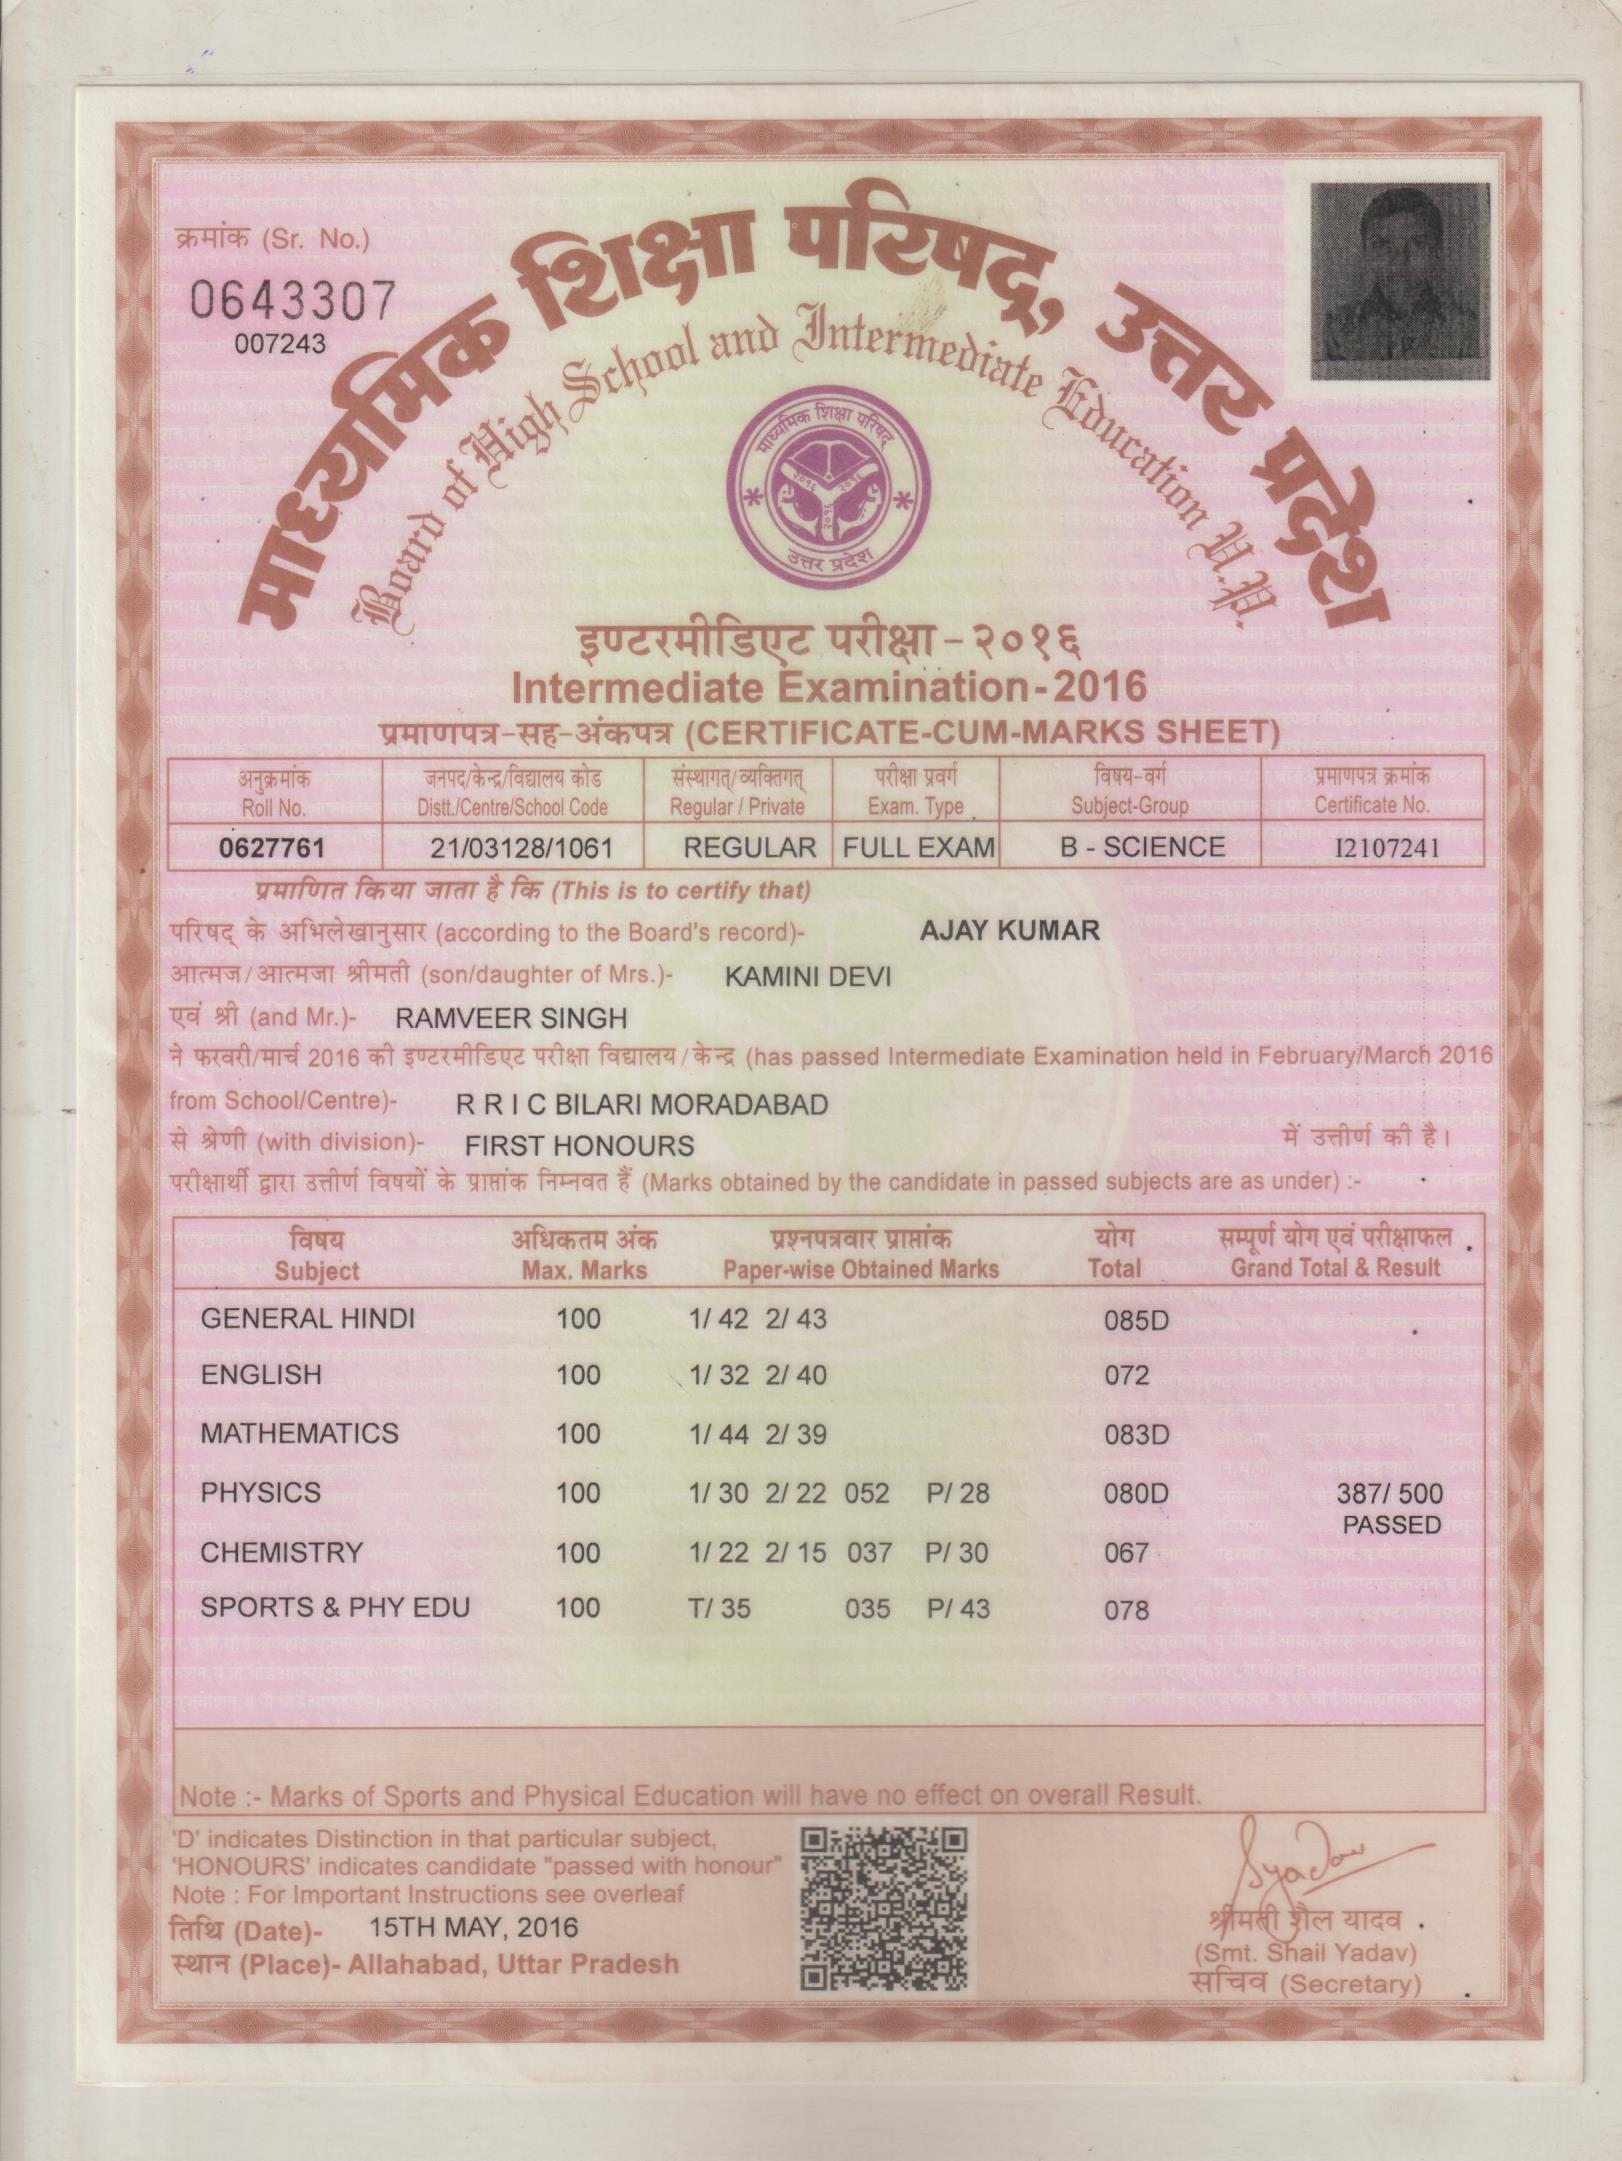 क्रमांक (Sr. No.)
0643307
007243
माध्यमिक शिक्षा परिषद्, उत्तर प्रदेश
Board of High School and Intermediate Education U.P.
माध्यमिक शिक्षा परिषद्
२०१६ २०१६
२०१६
उत्तर प्रदेश
इण्टरमीडिएट परीक्षा - २०१६
Intermediate Examination - 2016
प्रमाणपत्र-सह-अंकपत्र (CERTIFICATE-CUM-MARKS SHEET)
अनुक्रमांक जनपद/केन्द्र/विद्यालय कोड संस्थागत्/व्यक्तिगत् परीक्षा प्रवर्ग विषय-वर्ग प्रमाणपत्र क्रमांक
Roll No. Distt./Centre/School Code Regular / Private Exam. Type Subject-Group Certificate No.
0627761 21/03128/1061 REGULAR FULL EXAM B - SCIENCE I2107241
प्रमाणित किया जाता है कि (This is to certify that)
परिषद् के अभिलेखानुसार (according to the Board's record)- AJAY KUMAR
आत्मज/आत्मजा श्रीमती (son/daughter of Mrs.)- KAMINI DEVI
एवं श्री (and Mr.)- RAMVEER SINGH
ने फरवरी/मार्च 2016 की इण्टरमीडिएट परीक्षा विद्यालय/केन्द्र (has passed Intermediate Examination held in February/March 2016
from School/Centre)- R R I C BILARI MORADABAD
से श्रेणी (with division)- FIRST HONOURS में उत्तीर्ण की है।
परीक्षार्थी द्वारा उत्तीर्ण विषयों के प्राप्तांक निम्नवत हैं (Marks obtained by the candidate in passed subjects are as under) :-
विषय अधिकतम अंक प्रश्नपत्रवार प्राप्तांक योग सम्पूर्ण योग एवं परीक्षाफल
Subject Max. Marks Paper-wise Obtained Marks Total Grand Total & Result
GENERAL HINDI 100 1/ 42 2/ 43 085D
ENGLISH 100 1/ 32 2/ 40 072
MATHEMATICS 100 1/ 44 2/ 39 083D
PHYSICS 100 1/ 30 2/ 22 052 P/ 28 080D 387/ 500
PASSED
CHEMISTRY 100 1/ 22 2/ 15 037 P/ 30 067
SPORTS & PHY EDU 100 T/ 35 035 P/ 43 078
Note :- Marks of Sports and Physical Education will have no effect on overall Result.
'D' indicates Distinction in that particular subject,
'HONOURS' indicates candidate "passed with honour"
Note : For Important Instructions see overleaf
तिथि (Date)- 15TH MAY, 2016
स्थान (Place)- Allahabad, Uttar Pradesh
Syadav
श्रीमती शैल यादव
(Smt. Shail Yadav)
सचिव (Secretary)